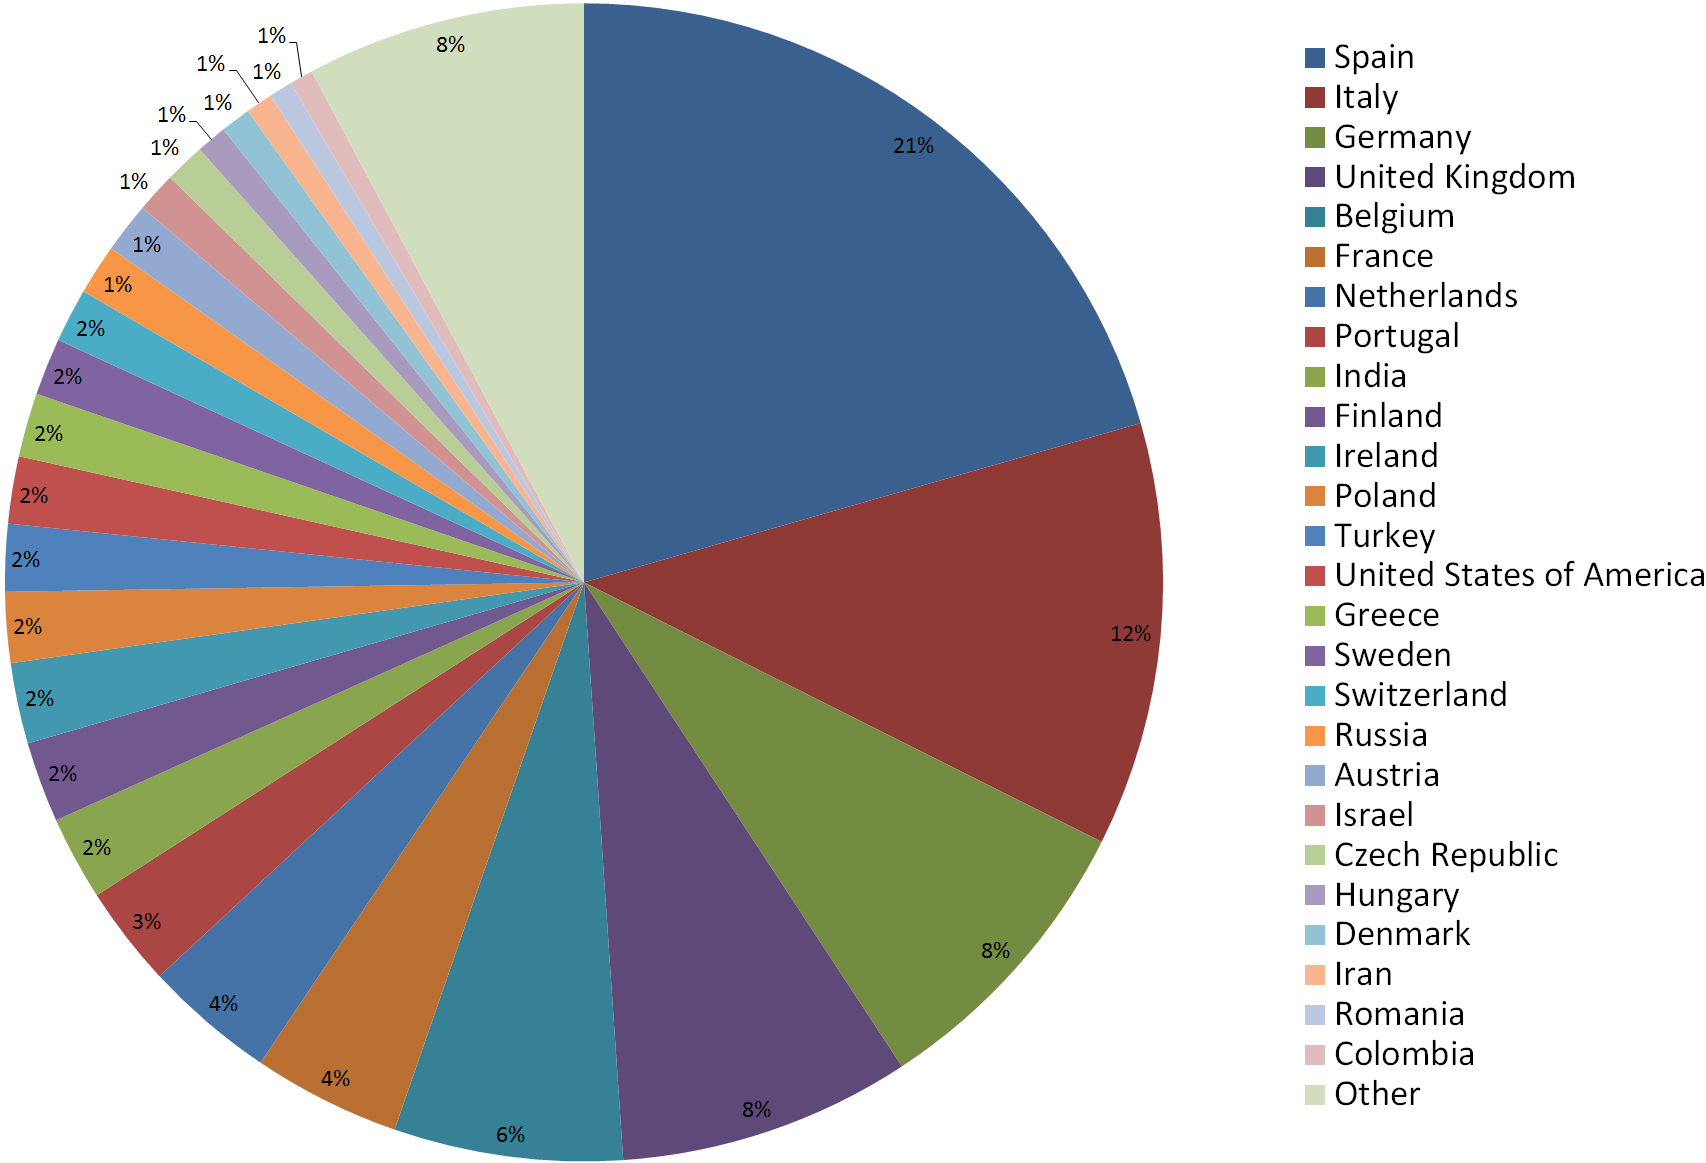 21%
12%
8%
8%
6%
4%
4%
3%
2%
2%
2%
2%
2%
2%
2%
2%
2%
1%
1%
1%
1%
1%
1%
1%
1%
1%
8%
Spain
Italy
Germany
United Kingdom
Belgium
France
Netherlands
Portugal
India
Finland
Ireland
Poland
Turkey
United States of America
Greece
Sweden
Switzerland
Russia
Austria
Israel
Czech Republic
Hungary
Denmark
Iran
Romania
Colombia
Other